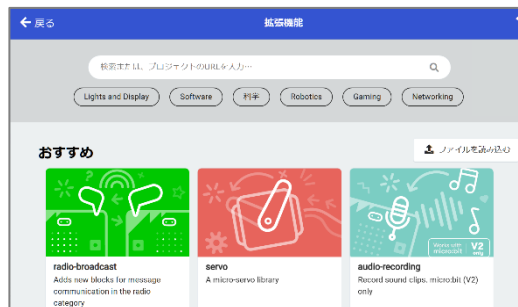 戻る
拡張機能
検索または、プロジェクトのURLを入力…
Lights and Display
Software
科学
Robotics
Gaming
Networking
おすすめ
ファイルを読み込む
Works with
micro:bit
V2
only
radio-broadcast
Adds new blocks for message
communication in the radio
category
servo
A micro-servo library
audio-recording
Record sound clips. micro:bit (V2)
only